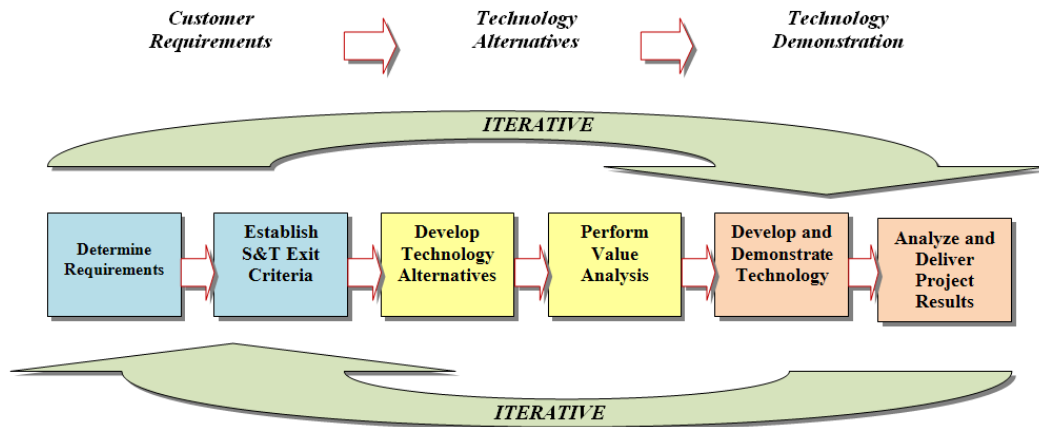 Customer
Requirements
Technology
Alternatives
Technology
Demonstration
ITERATIVE
Determine
Requirements
Establish
S&T Exit
Criteria
Develop
Technology
Alternatives
Perform
Value
Analysis
Develop and
Demonstrate
Technology
Analyze and
Deliver
Project
Results
ITERATIVE